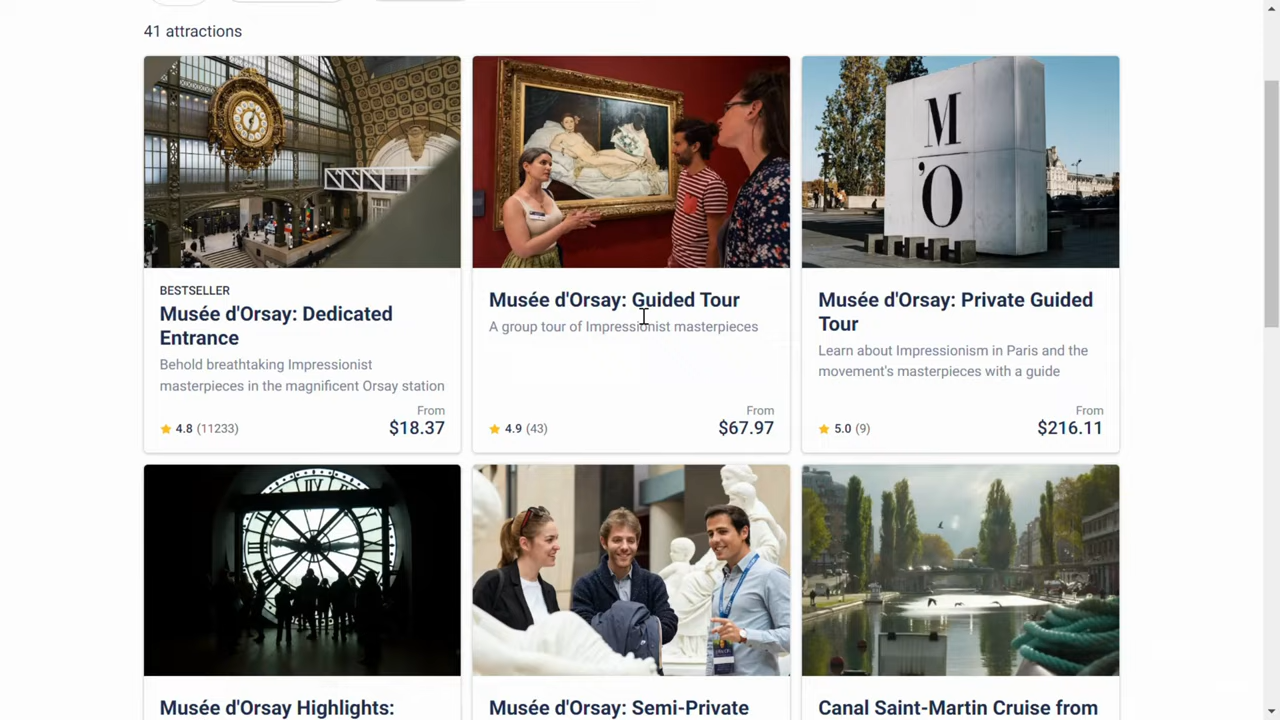 41 attractions
M
'O
BESTSELLER
Musée d'Orsay: Dedicated
Entrance
Behold breathtaking Impressionist
masterpieces in the magnificent Orsay station
4.8 (11233)
From
$18.37
Musée d'Orsay: Guided Tour
A group tour of Impressionist masterpieces
4.9 (43)
From
$67.97
Musée d'Orsay: Private Guided
Tour
Learn about Impressionism in Paris and the
movement's masterpieces with a guide
5.0 (9)
From
$216.11
Musée d'Orsay Highlights:
Musée d'Orsay: Semi-Private
Canal Saint-Martin Cruise from